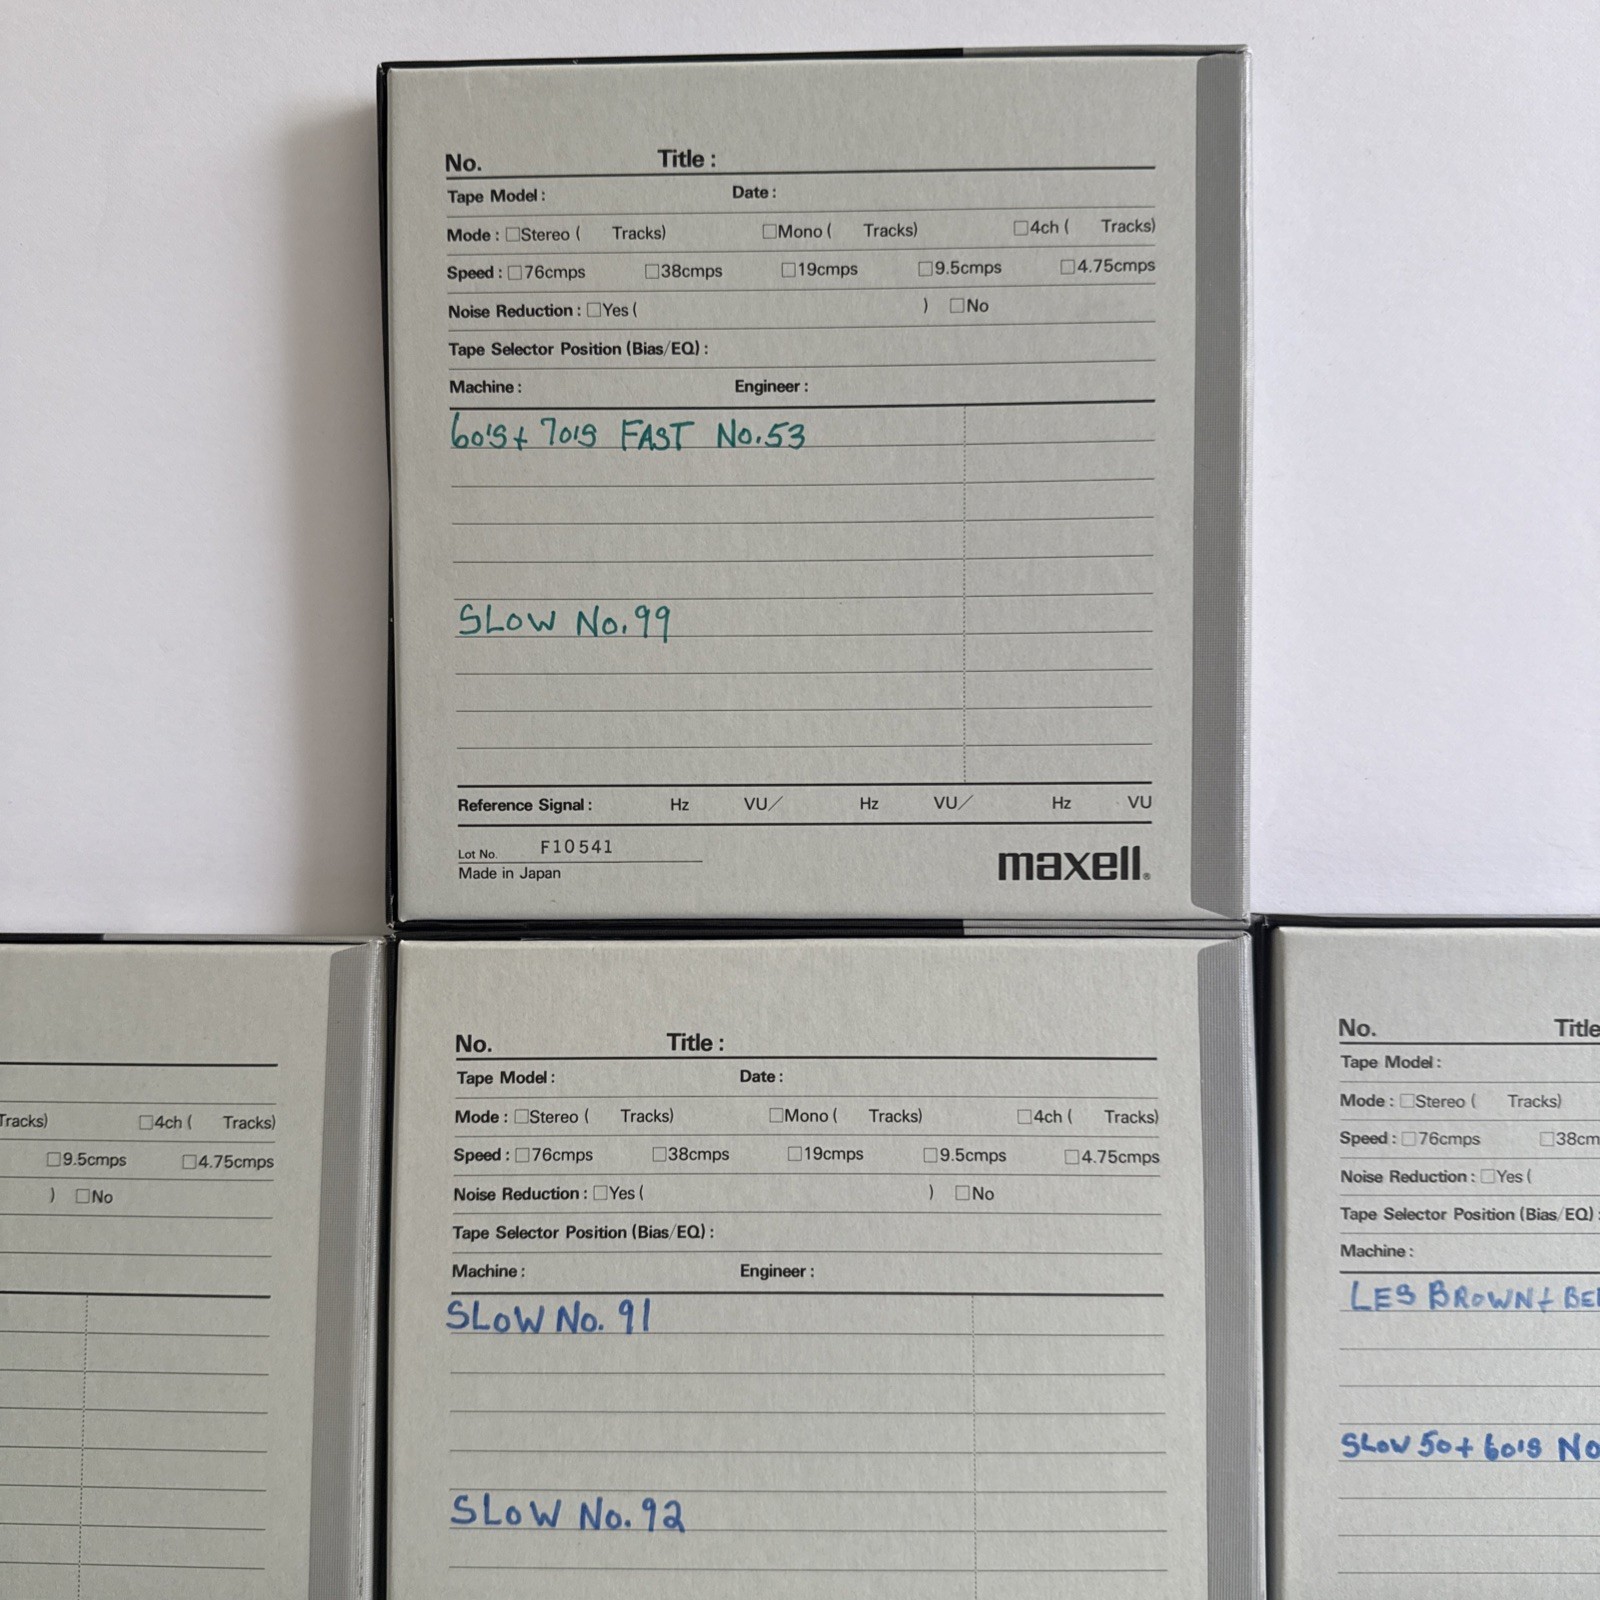 No. Title :
Tape Model : Date :
Mode : □Stereo ( Tracks) □Mono ( Tracks) □4ch ( Tracks)
Speed : □76cmps □38cmps □19cmps □9.5cmps □4.75cmps
Noise Reduction : □Yes ( ) □No
Tape Selector Position (Bias/EQ) :
Machine : Engineer :
60's + 70's FAST No.53
SLOW No.99
Reference Signal : Hz VU/ Hz VU/ Hz VU
Lot No. F10541
Made in Japan
maxell®
Tracks) □4ch ( Tracks)
□9.5cmps □4.75cmps
) □No
No. Title :
Tape Model : Date :
Mode : □Stereo ( Tracks) □Mono ( Tracks) □4ch ( Tracks)
Speed : □76cmps □38cmps □19cmps □9.5cmps □4.75cmps
Noise Reduction : □Yes ( ) □No
Tape Selector Position (Bias/EQ) :
Machine : Engineer :
SLOW No. 91
SLOW No. 92
No. Title
Tape Model :
Mode : □Stereo ( Tracks)
Speed : □76cmps □38cm
Noise Reduction : □Yes (
Tape Selector Position (Bias/EQ) :
Machine :
LES BROWN +
SLOW 50 + 60's No